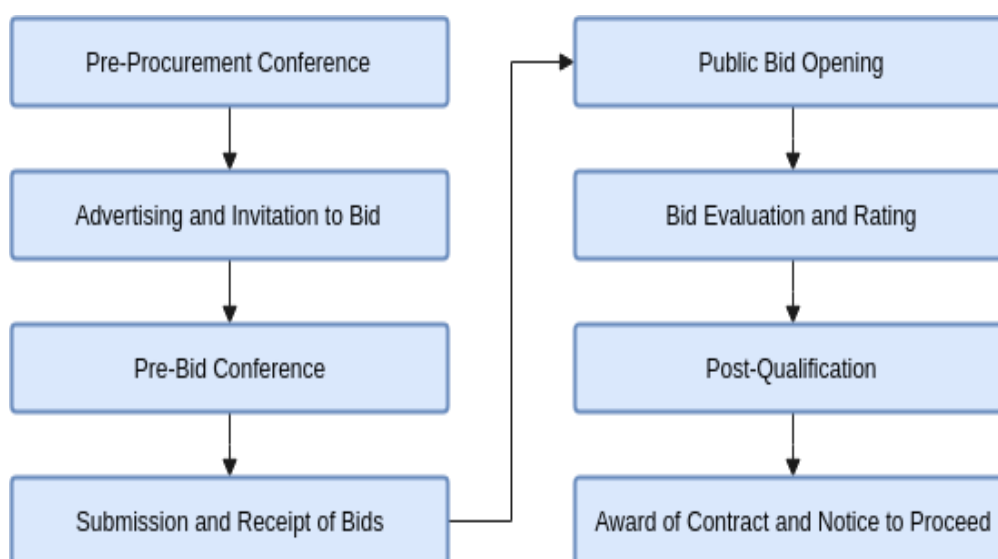 Pre-Procurement Conference
Advertising and Invitation to Bid
Pre-Bid Conference
Submission and Receipt of Bids
Public Bid Opening
Bid Evaluation and Rating
Post-Qualification
Award of Contract and Notice to Proceed